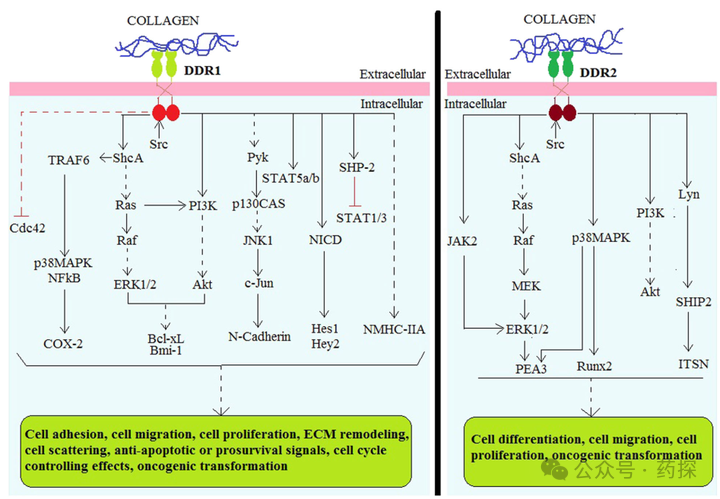 COLLAGEN
DDR1
Extracellular
Intracellular
Src
TRAF6
ShcA
Pyk
STAT5a/b
SHP-2
Cdc42
Ras
PI3K
p130CAS
STAT1/3
Raf
JNK1
NICD
p38MAPK
NFkB
ERK1/2
Akt
c-Jun
COX-2
Bcl-xL
Bmi-1
N-Cadherin
Hes1
Hey2
NMHC-IIA
Cell adhesion, cell migration, cell proliferation, ECM remodeling,
cell scattering, anti-apoptotic or prosurvival signals, cell cycle
controlling effects, oncogenic transformation
COLLAGEN
DDR2
Extracellular
Intracellular
Src
ShcA
Lyn
Ras
PI3K
JAK2
Raf
p38MAPK
MEK
Akt
SHIP2
ERK1/2
PEA3
Runx2
ITSN
Cell differentiation, cell migration, cell
proliferation, oncogenic transformation
公众号 · 药探